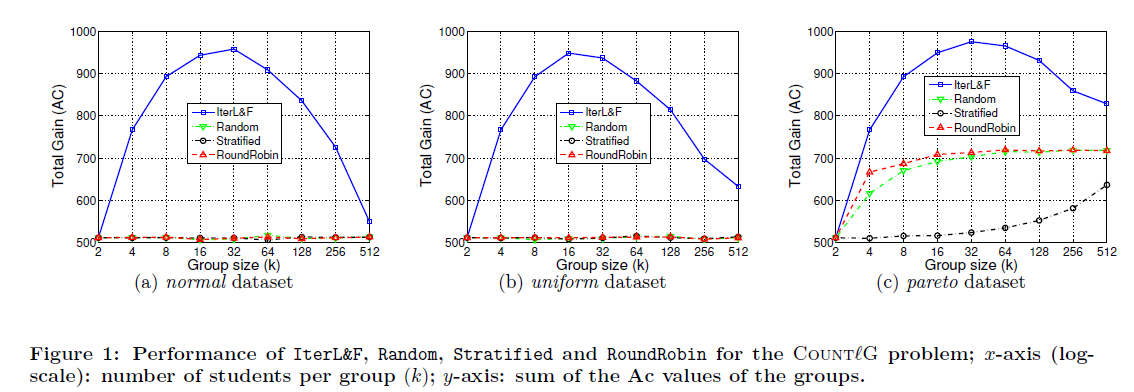 1000
900
800
700
600
500
Total Gain (AC)
IterL&F
Random
Stratified
RoundRobin
2 4 8 16 32 64 128 256 512
Group size (k)
(a) normal dataset
1000
900
800
700
600
500
Total Gain (AC)
IterL&F
Random
Stratified
RoundRobin
2 4 8 16 32 64 128 256 512
Group size (k)
(b) uniform dataset
1000
900
800
700
600
500
Total Gain (AC)
IterL&F
Random
Stratified
RoundRobin
2 4 8 16 32 64 128 256 512
Group size (k)
(c) pareto dataset
Figure 1: Performance of IterL&F, Random, Stratified and RoundRobin for the COUNTℓG problem; x-axis (log-
scale): number of students per group (k); y-axis: sum of the Ac values of the groups.